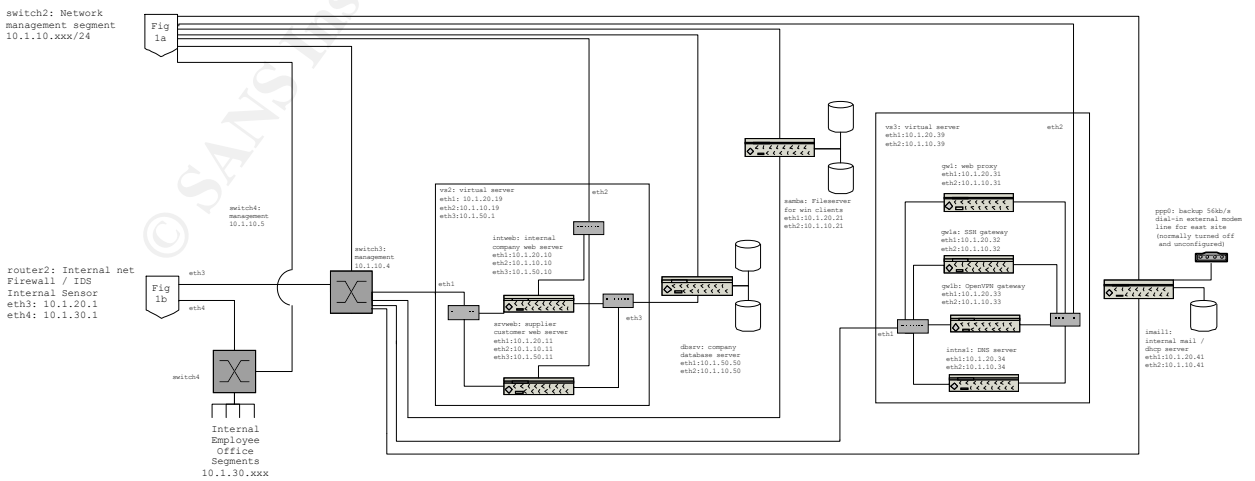 switch2: Network
management segment
10.1.10.xxx/24
Fig
1a
© SANS Ins
router2: Internal net
Firewall / IDS
Internal Sensor
eth3: 10.1.20.1
eth4: 10.1.30.1
Fig
1b
eth3
eth4
switch4:
management
10.1.10.5
switch4
Internal
Employee
Office
Segments
10.1.30.xxx
switch3:
management
10.1.10.4
vs2: virtual server
eth1: 10.1.20.19
eth2:10.1.10.19
eth3:10.1.50.1
eth2
intweb: internal
company web server
eth1:10.1.20.10
eth2:10.1.10.10
eth3:10.1.50.10
eth1
srvweb: supplier
customer web server
eth1:10.1.20.11
eth2:10.1.10.11
eth3:10.1.50.11
eth3
dbsrv: company
database server
eth1:10.1.50.50
eth2:10.1.10.50
samba: Fileserver
for win clients
eth1:10.1.20.21
eth2:10.1.10.21
vs3: virtual server
eth1:10.1.20.39
eth2:10.1.10.39
eth2
gw1: web proxy
eth1:10.1.20.31
eth2:10.1.10.31
gw1a: SSH gateway
eth1:10.1.20.32
eth2:10.1.10.32
gw1b: OpenVPN gateway
eth1:10.1.20.33
eth2:10.1.10.33
eth1
intns1: DNS server
eth1:10.1.20.34
eth2:10.1.10.34
ppp0: backup 56kb/s
dial-in external modem
line for east site
(normally turned off
and unconfigured)
imail1:
internal mail /
dhcp server
eth1:10.1.20.41
eth2:10.1.10.41